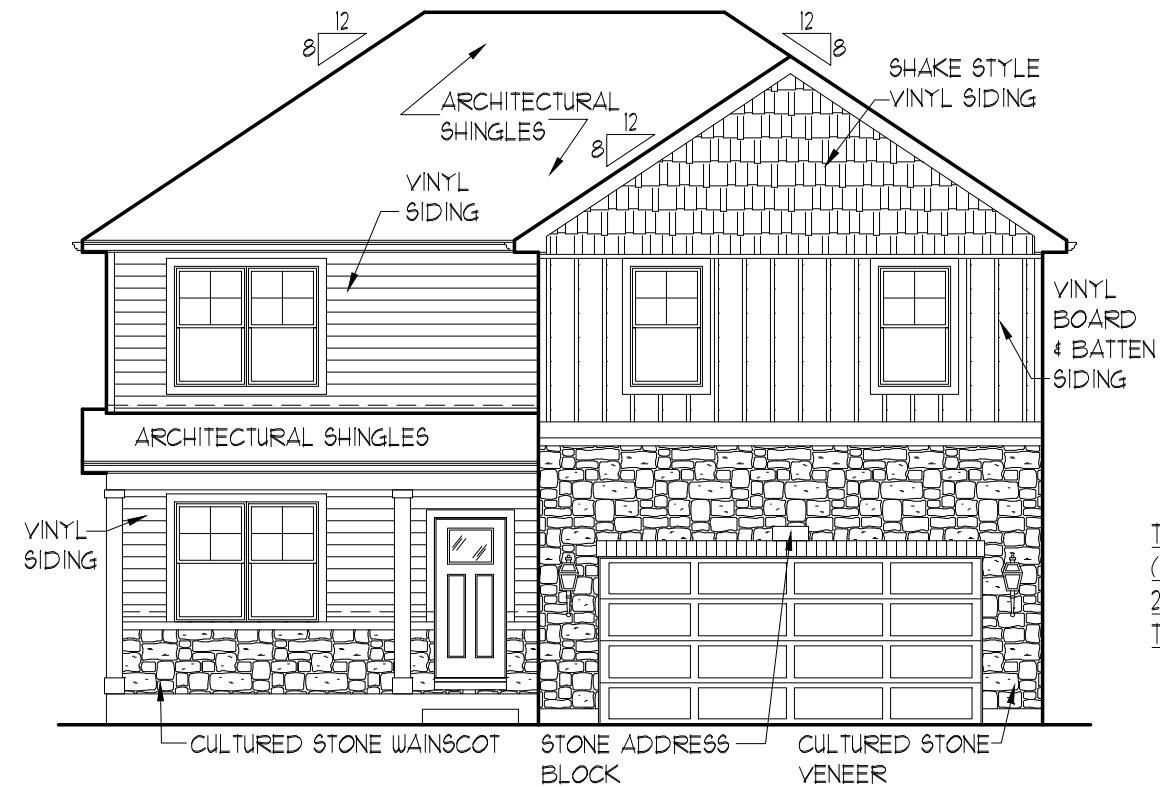 12
8
12
8
SHAKE STYLE
VINYL SIDING
ARCHITECTURAL
SHINGLES
12
8
VINYL
SIDING
VINYL
BOARD
& BATTEN
SIDING
ARCHITECTURAL SHINGLES
VINYL
SIDING
T
(
2
T
CULTURED STONE WAINSCOT
STONE ADDRESS
BLOCK
CULTURED STONE
VENEER